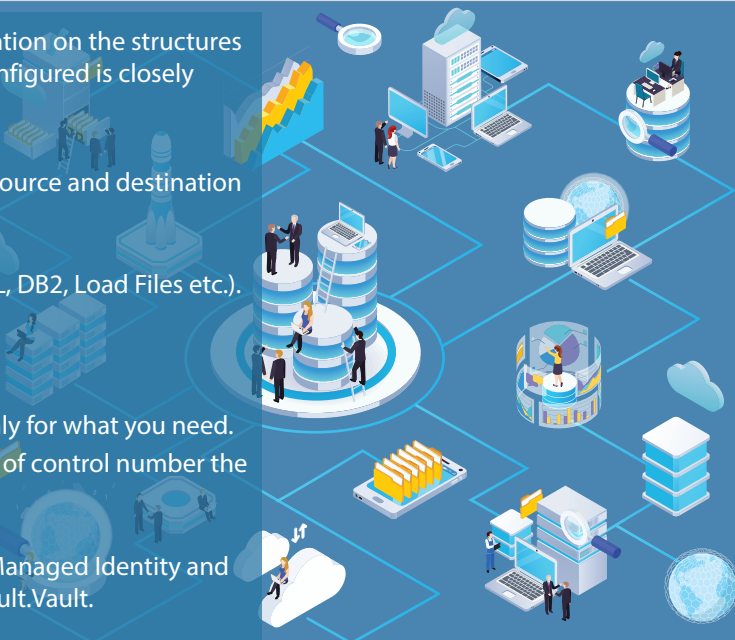 ation on the structures
nfigured is closely
ource and destination
L, DB2, Load Files etc.).
ly for what you need.
of control number the
Managed Identity and
ult.Vault.